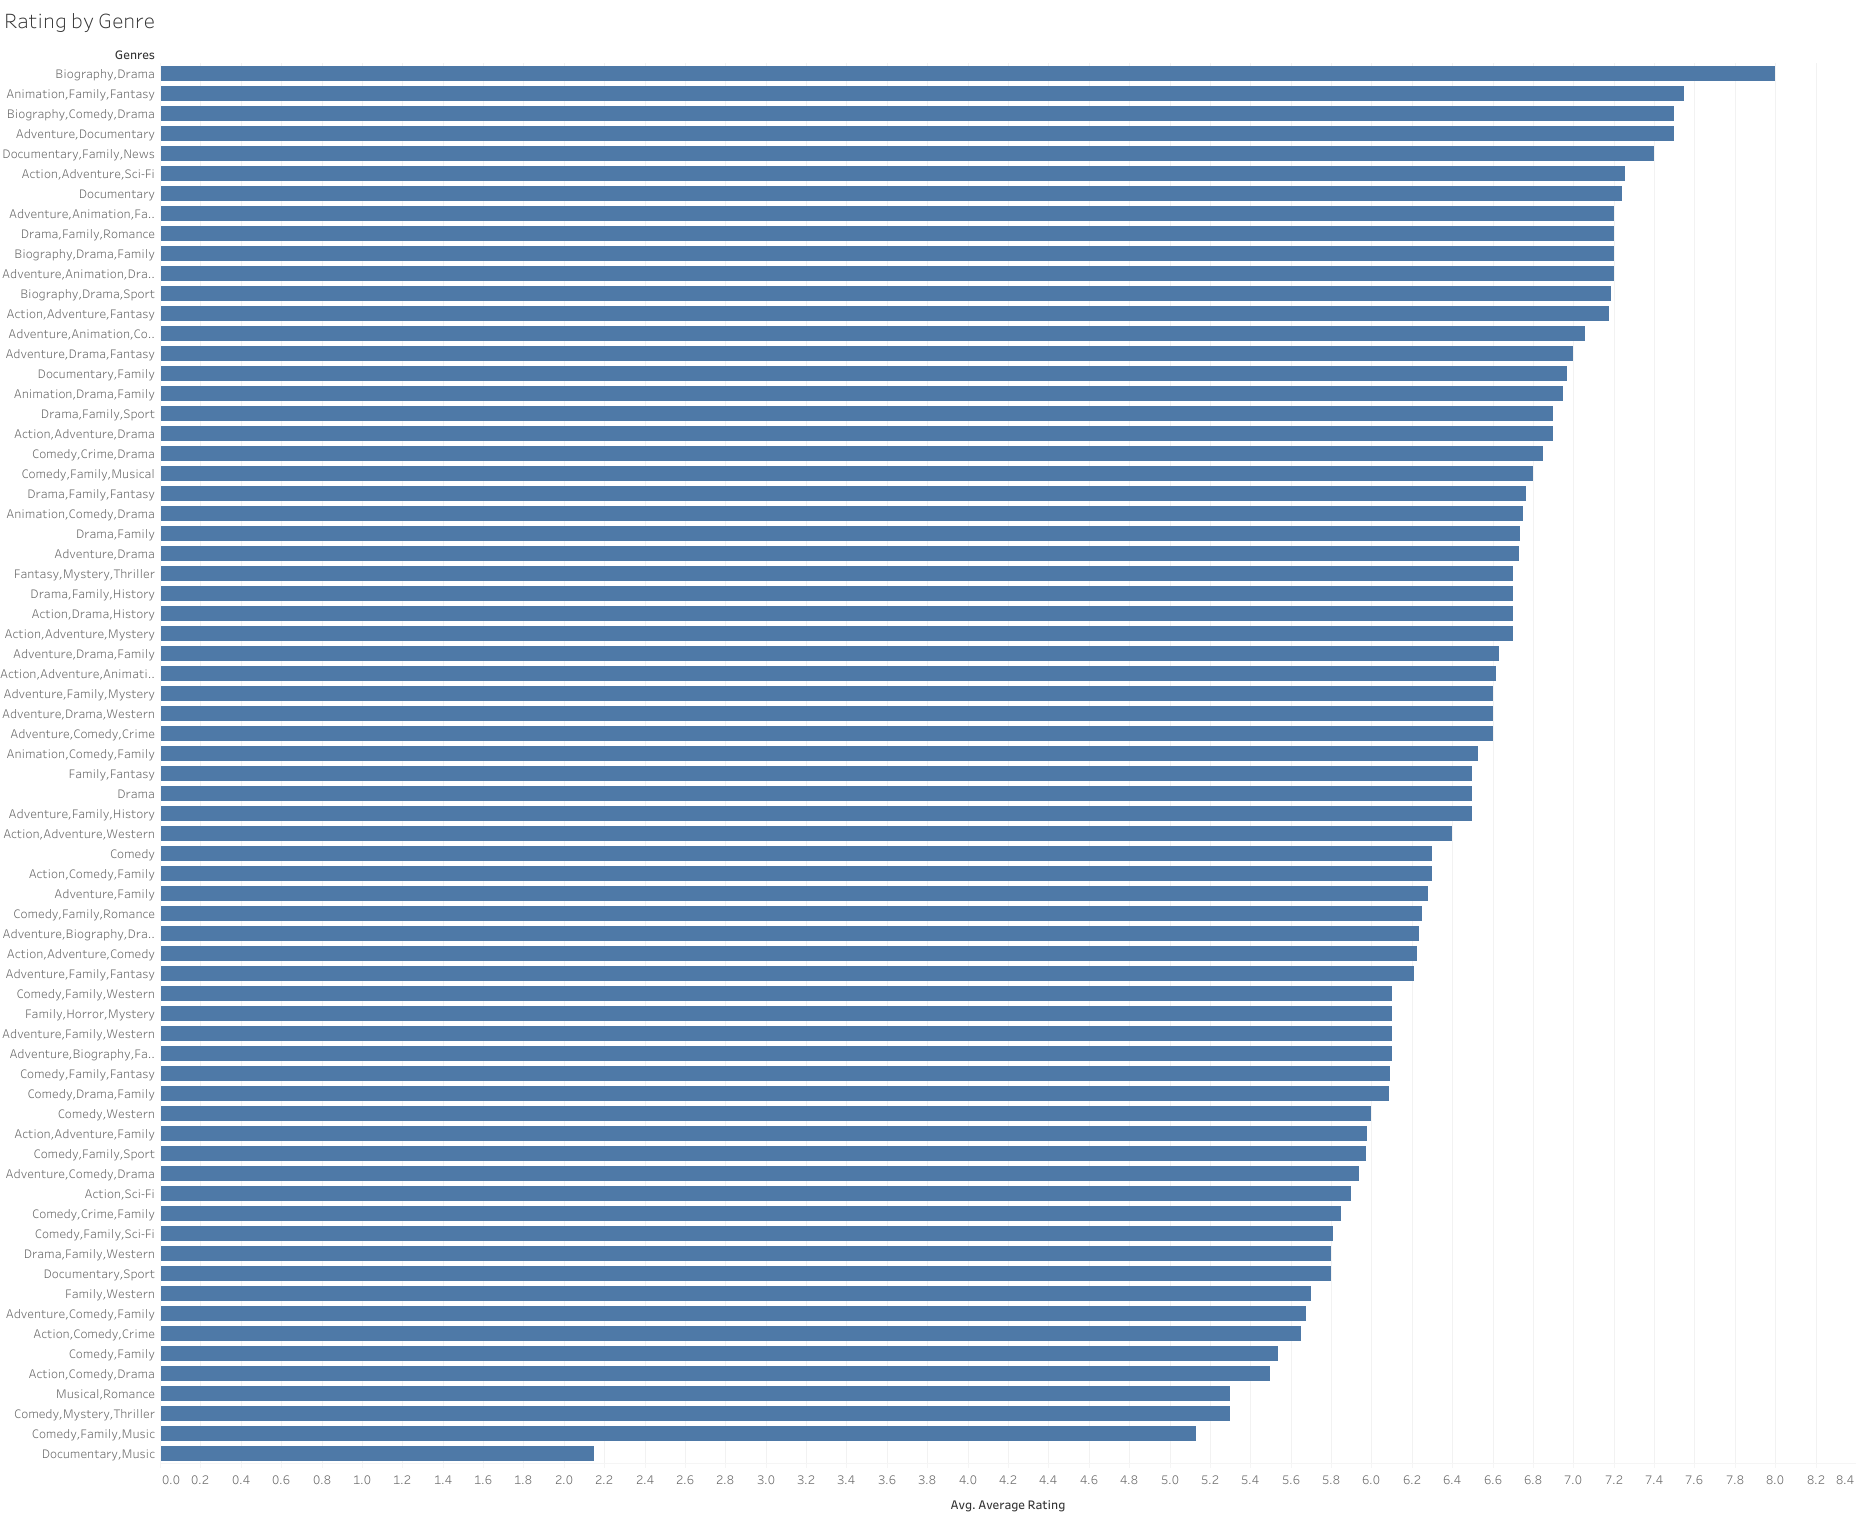 Rating by Genre
Genres
Biography,Drama
Animation,Family,Fantasy
Biography,Comedy,Drama
Adventure,Documentary
Documentary,Family,News
Action,Adventure,Sci-Fi
Documentary
Adventure,Animation,Fa..
Drama,Family,Romance
Biography,Drama,Family
Adventure,Animation,Dra..
Biography,Drama,Sport
Action,Adventure,Fantasy
Adventure,Animation,Co..
Adventure,Drama,Fantasy
Documentary,Family
Animation,Drama,Family
Drama,Family,Sport
Action,Adventure,Drama
Comedy,Crime,Drama
Comedy,Family,Musical
Drama,Family,Fantasy
Animation,Comedy,Drama
Drama,Family
Adventure,Drama
Fantasy,Mystery,Thriller
Drama,Family,History
Action,Drama,History
Action,Adventure,Mystery
Adventure,Drama,Family
Action,Adventure,Animati..
Adventure,Family,Mystery
Adventure,Drama,Western
Adventure,Comedy,Crime
Animation,Comedy,Family
Family,Fantasy
Drama
Adventure,Family,History
Action,Adventure,Western
Comedy
Action,Comedy,Family
Adventure,Family
Comedy,Family,Romance
Adventure,Biography,Dra..
Action,Adventure,Comedy
Adventure,Family,Fantasy
Comedy,Family,Western
Family,Horror,Mystery
Adventure,Family,Western
Adventure,Biography,Fa..
Comedy,Family,Fantasy
Comedy,Drama,Family
Comedy,Western
Action,Adventure,Family
Comedy,Family,Sport
Adventure,Comedy,Drama
Action,Sci-Fi
Comedy,Crime,Family
Comedy,Family,Sci-Fi
Drama,Family,Western
Documentary,Sport
Family,Western
Adventure,Comedy,Family
Action,Comedy,Crime
Comedy,Family
Action,Comedy,Drama
Musical,Romance
Comedy,Mystery,Thriller
Comedy,Family,Music
Documentary,Music
0.0 0.2 0.4 0.6 0.8 1.0 1.2 1.4 1.6 1.8 2.0 2.2 2.4 2.6 2.8 3.0 3.2 3.4 3.6 3.8 4.0 4.2 4.4 4.6 4.8 5.0 5.2 5.4 5.6 5.8 6.0 6.2 6.4 6.6 6.8 7.0 7.2 7.4 7.6 7.8 8.0 8.2 8.4
Avg. Average Rating